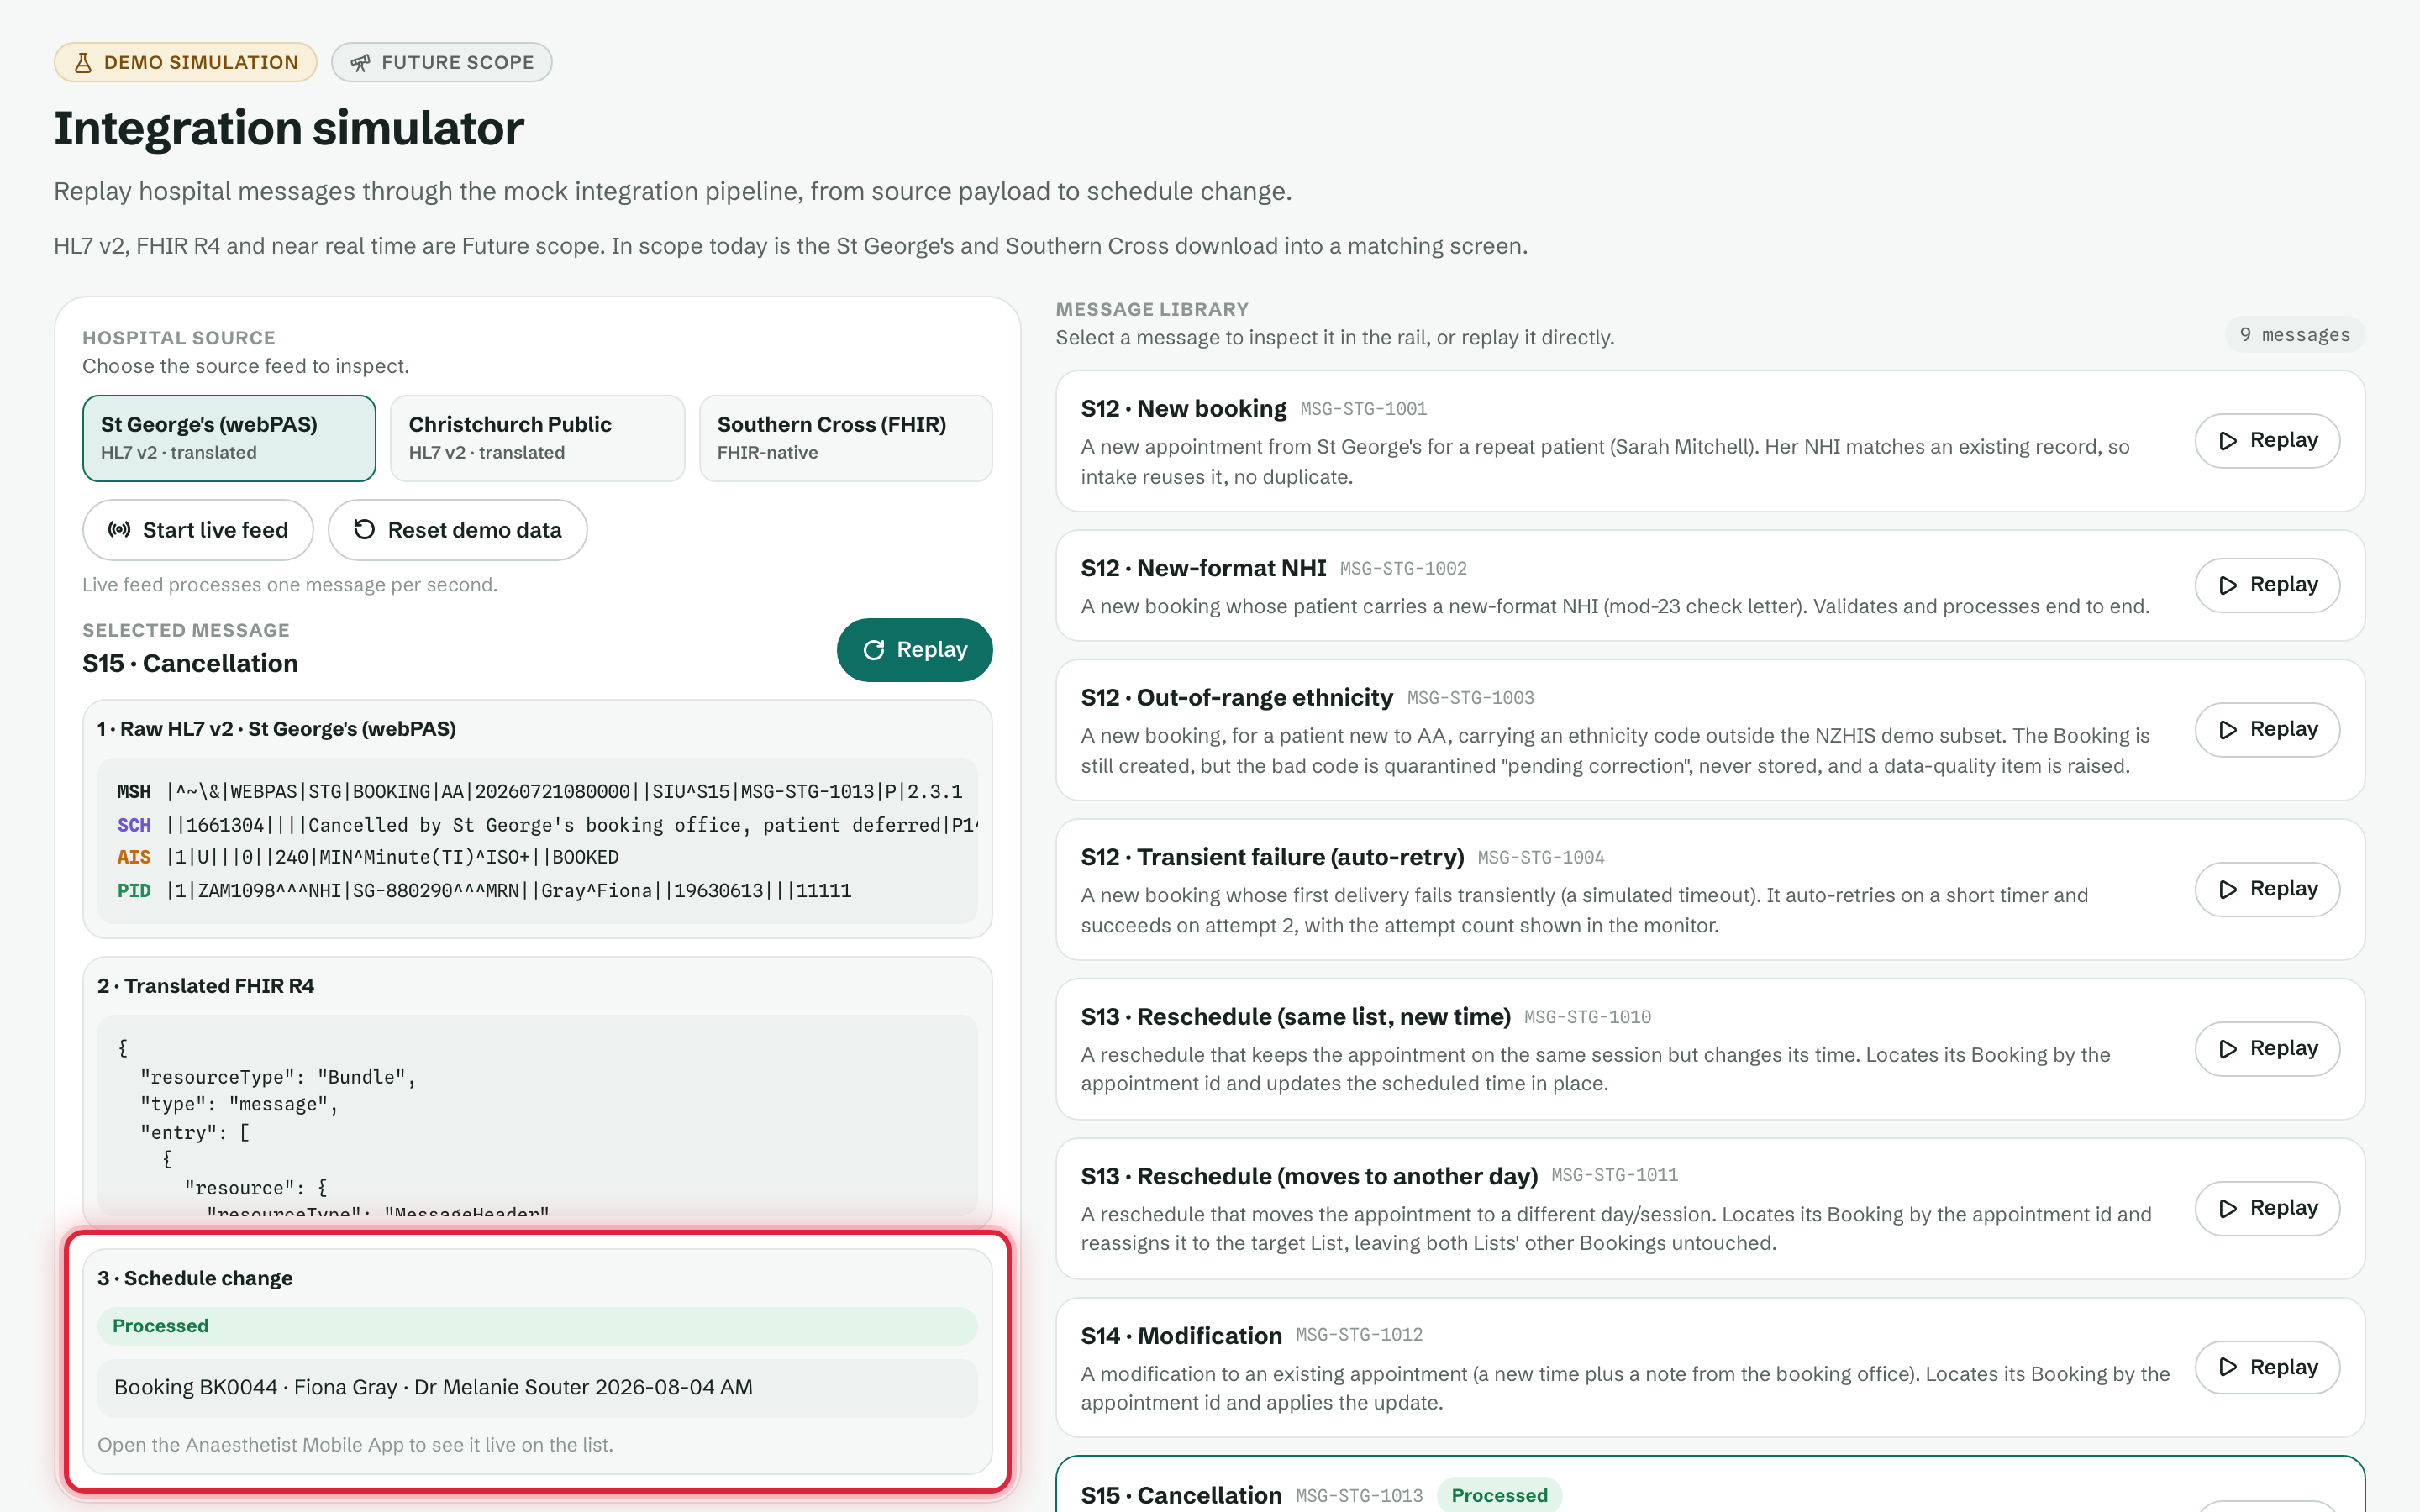 DEMO SIMULATION
FUTURE SCOPE
Integration simulator
Replay hospital messages through the mock integration pipeline, from source payload to schedule change.
HL7 v2, FHIR R4 and near real time are Future scope. In scope today is the St George's and Southern Cross download into a matching screen.
HOSPITAL SOURCE
Choose the source feed to inspect.
St George's (webPAS)
HL7 v2 · translated
Christchurch Public
HL7 v2 · translated
Southern Cross (FHIR)
FHIR-native
Start live feed
Reset demo data
Live feed processes one message per second.
SELECTED MESSAGE
S15 · Cancellation
Replay
1 · Raw HL7 v2 · St George's (webPAS)
MSH |^~\&|WEBPAS|STG|BOOKING|AA|20260721080000||SIU^S15|MSG-STG-1013|P|2.3.1
SCH ||1661304||||Cancelled by St George's booking office, patient deferred|P1^
AIS |1|U|||0||240|MIN^Minute(TI)^ISO+||BOOKED
PID |1|ZAM1098^^^NHI|SG-880290^^^MRN||Gray^Fiona||19630613|||11111
2 · Translated FHIR R4
{
"resourceType": "Bundle",
"type": "message",
"entry": [
{
"resource": {
"resourceType": "MessageHeader"
3 · Schedule change
Processed
Booking BK0044 · Fiona Gray · Dr Melanie Souter 2026-08-04 AM
Open the Anaesthetist Mobile App to see it live on the list.
MESSAGE LIBRARY
Select a message to inspect it in the rail, or replay it directly.
9 messages
S12 · New booking MSG-STG-1001
A new appointment from St George's for a repeat patient (Sarah Mitchell). Her NHI matches an existing record, so
intake reuses it, no duplicate.
Replay
S12 · New-format NHI MSG-STG-1002
A new booking whose patient carries a new-format NHI (mod-23 check letter). Validates and processes end to end.
Replay
S12 · Out-of-range ethnicity MSG-STG-1003
A new booking, for a patient new to AA, carrying an ethnicity code outside the NZHIS demo subset. The Booking is
still created, but the bad code is quarantined "pending correction", never stored, and a data-quality item is raised.
Replay
S12 · Transient failure (auto-retry) MSG-STG-1004
A new booking whose first delivery fails transiently (a simulated timeout). It auto-retries on a short timer and
succeeds on attempt 2, with the attempt count shown in the monitor.
Replay
S13 · Reschedule (same list, new time) MSG-STG-1010
A reschedule that keeps the appointment on the same session but changes its time. Locates its Booking by the
appointment id and updates the scheduled time in place.
Replay
S13 · Reschedule (moves to another day) MSG-STG-1011
A reschedule that moves the appointment to a different day/session. Locates its Booking by the appointment id and
reassigns it to the target List, leaving both Lists' other Bookings untouched.
Replay
S14 · Modification MSG-STG-1012
A modification to an existing appointment (a new time plus a note from the booking office). Locates its Booking by the
appointment id and applies the update.
Replay
S15 · Cancellation MSG-STG-1013 Processed